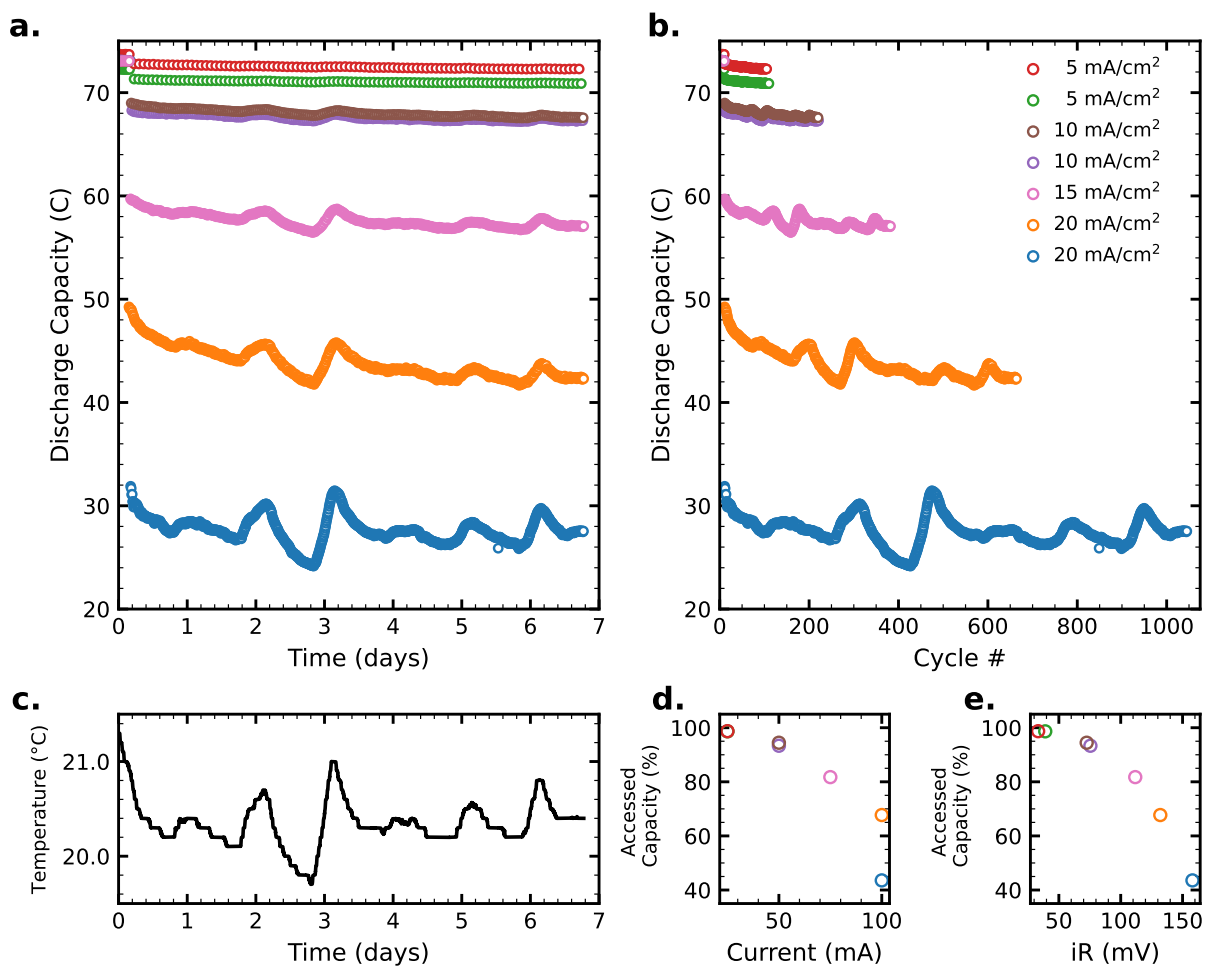 a.
Discharge Capacity (C)
70
60
50
40
30
20
0 1 2 3 4 5 6 7
Time (days)
b.
Discharge Capacity (C)
70
60
50
40
30
20
0 200 400 600 800 1000
Cycle #
5 mA/cm²
5 mA/cm²
10 mA/cm²
10 mA/cm²
15 mA/cm²
20 mA/cm²
20 mA/cm²
c.
Temperature (°C)
21.0
20.0
0 1 2 3 4 5 6 7
Time (days)
d.
Accessed
Capacity (%)
100
80
60
40
50 100
Current (mA)
e.
Accessed
Capacity (%)
100
80
60
40
50 100 150
iR (mV)